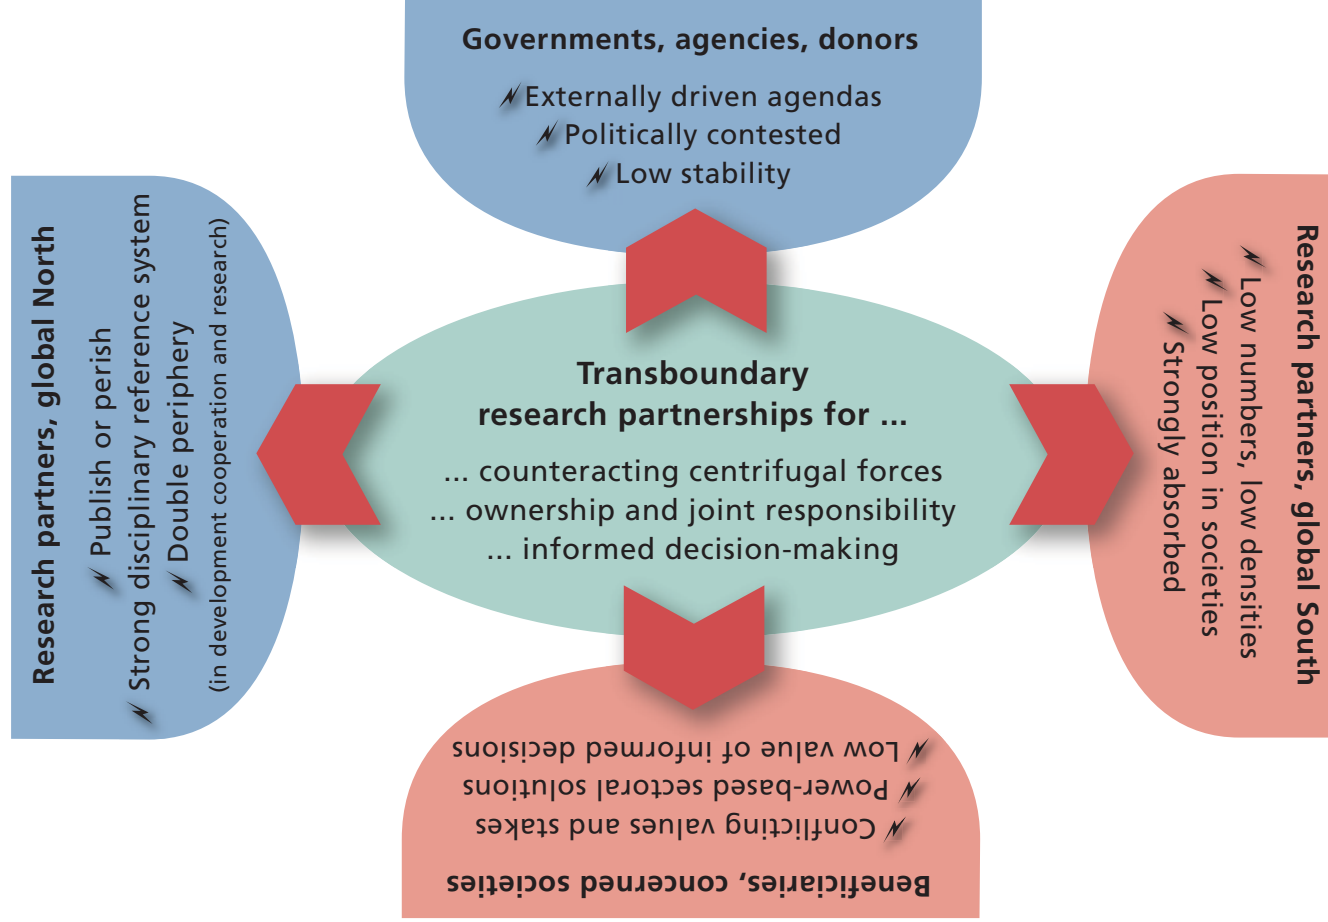 Governments, agencies, donors
Externally driven agendas
Politically contested
Low stability
Research partners, global North
Publish or perish
Strong disciplinary reference system
Double periphery
(in development cooperation and research)
Transboundary
research partnerships for ...
... counteracting centrifugal forces
... ownership and joint responsibility
... informed decision-making
Research partners, global South
Low numbers, low densities
Low position in societies
Strongly absorbed
Beneficiaries, concerned societies
Conflicting values and stakes
Power-based sectoral solutions
Low value of informed decisions